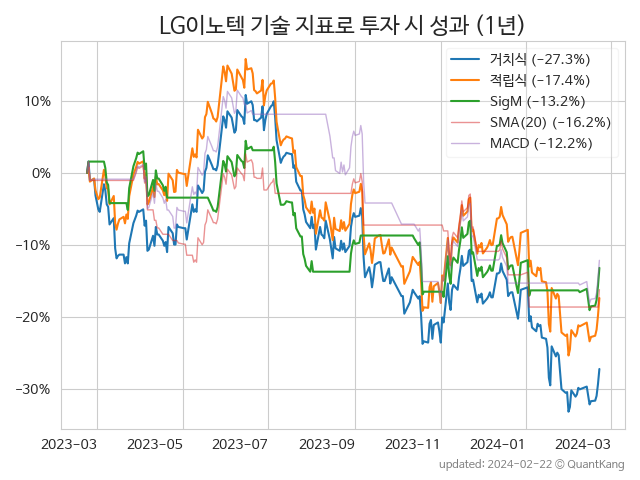 LG이노텍 기술 지표로 투자 시 성과 (1년)
거치식 (−27.3%)
적립식 (−17.4%)
SigM (−13.2%)
SMA(20) (−16.2%)
MACD (−12.2%)
10%
0%
−10%
−20%
−30%
2023-03 2023-05 2023-07 2023-09 2023-11 2024-01 2024-03
updated: 2024-02-22 © QuantKang